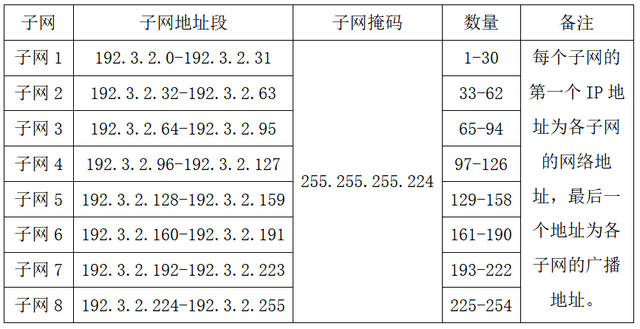 子网 子网地址段 子网掩码 数量 备注
子网 1 192.3.2.0-192.3.2.31 1-30 每个子网的
子网 2 192.3.2.32-192.3.2.63 33-62 第一个 IP 地
子网 3 192.3.2.64-192.3.2.95 65-94 址为各子网
子网 4 192.3.2.96-192.3.2.127 97-126 的网络地
255.255.255.224
子网 5 192.3.2.128-192.3.2.159 129-158 址，最后一
子网 6 192.3.2.160-192.3.2.191 161-190 个地址为各
子网 7 192.3.2.192-192.3.2.223 193-222 子网的广播
子网 8 192.3.2.224-192.3.2.255 225-254 地址。